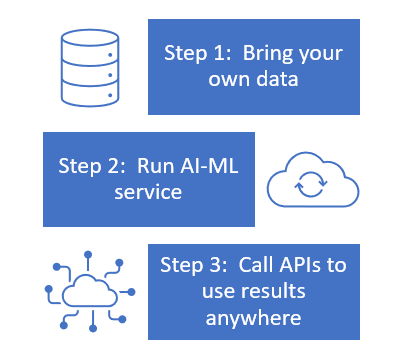 Step 1:  Bring your
own data
Step 2:  Run AI-ML
service
Step 3:  Call APIs to
use results
anywhere